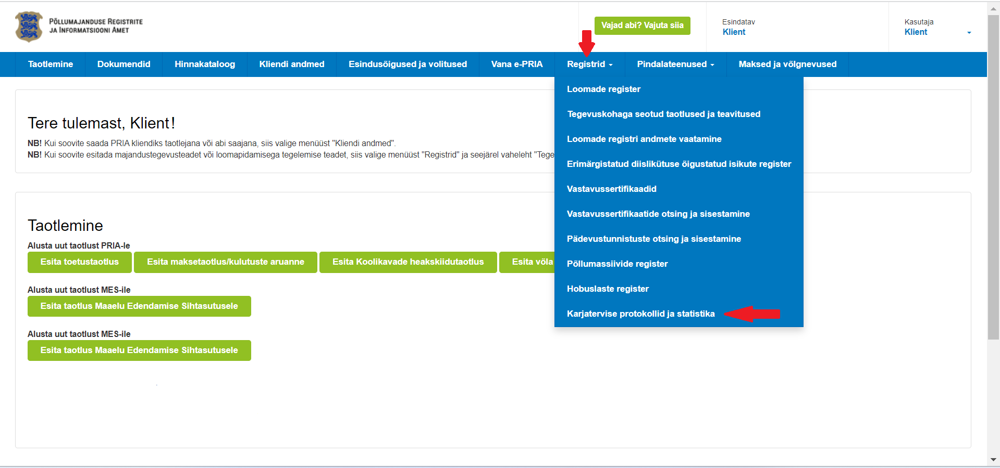 PÕLLUMAJANDUSE REGISTRITE
JA INFORMATSIOONI AMET
Vajad abi? Vajuta siia
Esindatav
Klient
Kasutaja
Klient
Taotlemine
Dokumendid
Hinnakataloog
Kliendi andmed
Esindusõigused ja volitused
Vana e-PRIA
Registrid
Pindalateenused
Maksed ja võlgnevused
Loomade register
Tegevuskohaga seotud taotlused ja teavitused
Loomade registri andmete vaatamine
Erimärgistatud diislikütuse õigustatud isikute register
Vastavussertifikaadid
Vastavussertifikaatide otsing ja sisestamine
Pädevustunnistuste otsing ja sisestamine
Põllumassiivide register
Hobuslaste register
Karjatervise protokollid ja statistika
Tere tulemast, Klient!
NB! Kui soovite saada PRIA kliendiks taotlejana või abi saajana, siis valige menüüst "Kliendi andmed".
NB! Kui soovite esitada majandustegevusteadet või loomapidamisega tegelemise teadet, siis valige menüüst "Registrid" ja seejärel vaheleht "Tege
Taotlemine
Alusta uut taotlust PRIA-le
Esita toetustaotlus
Esita maksetaotlus/kulutuste aruanne
Esita Koolikavade heakskiidutaotlus
Esita võla
Alusta uut taotlust MES-ile
Esita taotlus Maaelu Edendamise Sihtasutusele
Alusta uut taotlust MES-ile
Esita taotlus Maaelu Edendamise Sihtasutusele